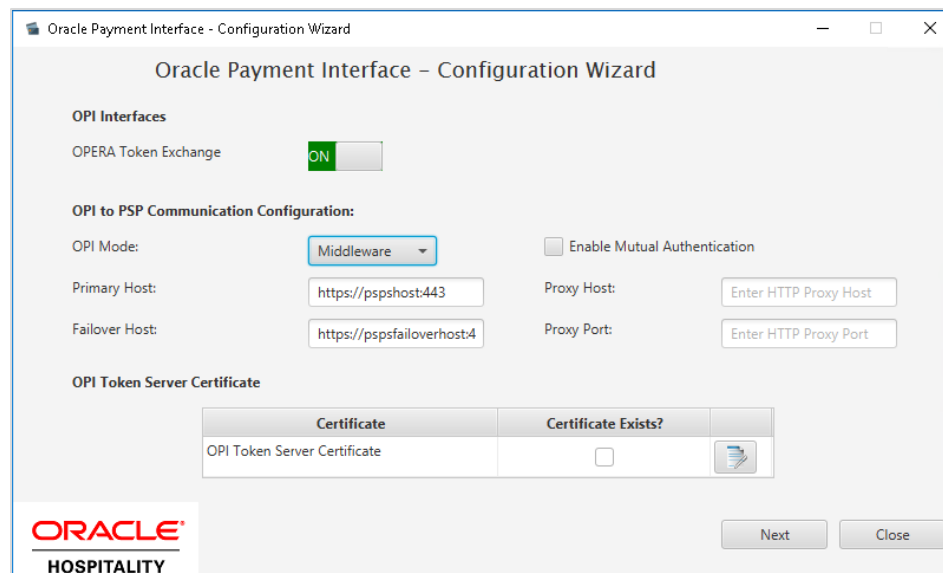 Oracle Payment Interface - Configuration Wizard
Oracle Payment Interface – Configuration Wizard
OPI Interfaces
OPERA Token Exchange ON
OPI to PSP Communication Configuration:
OPI Mode: Middleware Enable Mutual Authentication
Primary Host: https://pspshost:443 Proxy Host: Enter HTTP Proxy Host
Failover Host: https://pspsfailoverhost:4 Proxy Port: Enter HTTP Proxy Port
OPI Token Server Certificate
Certificate Certificate Exists?
OPI Token Server Certificate
ORACLE®
HOSPITALITY
Next Close